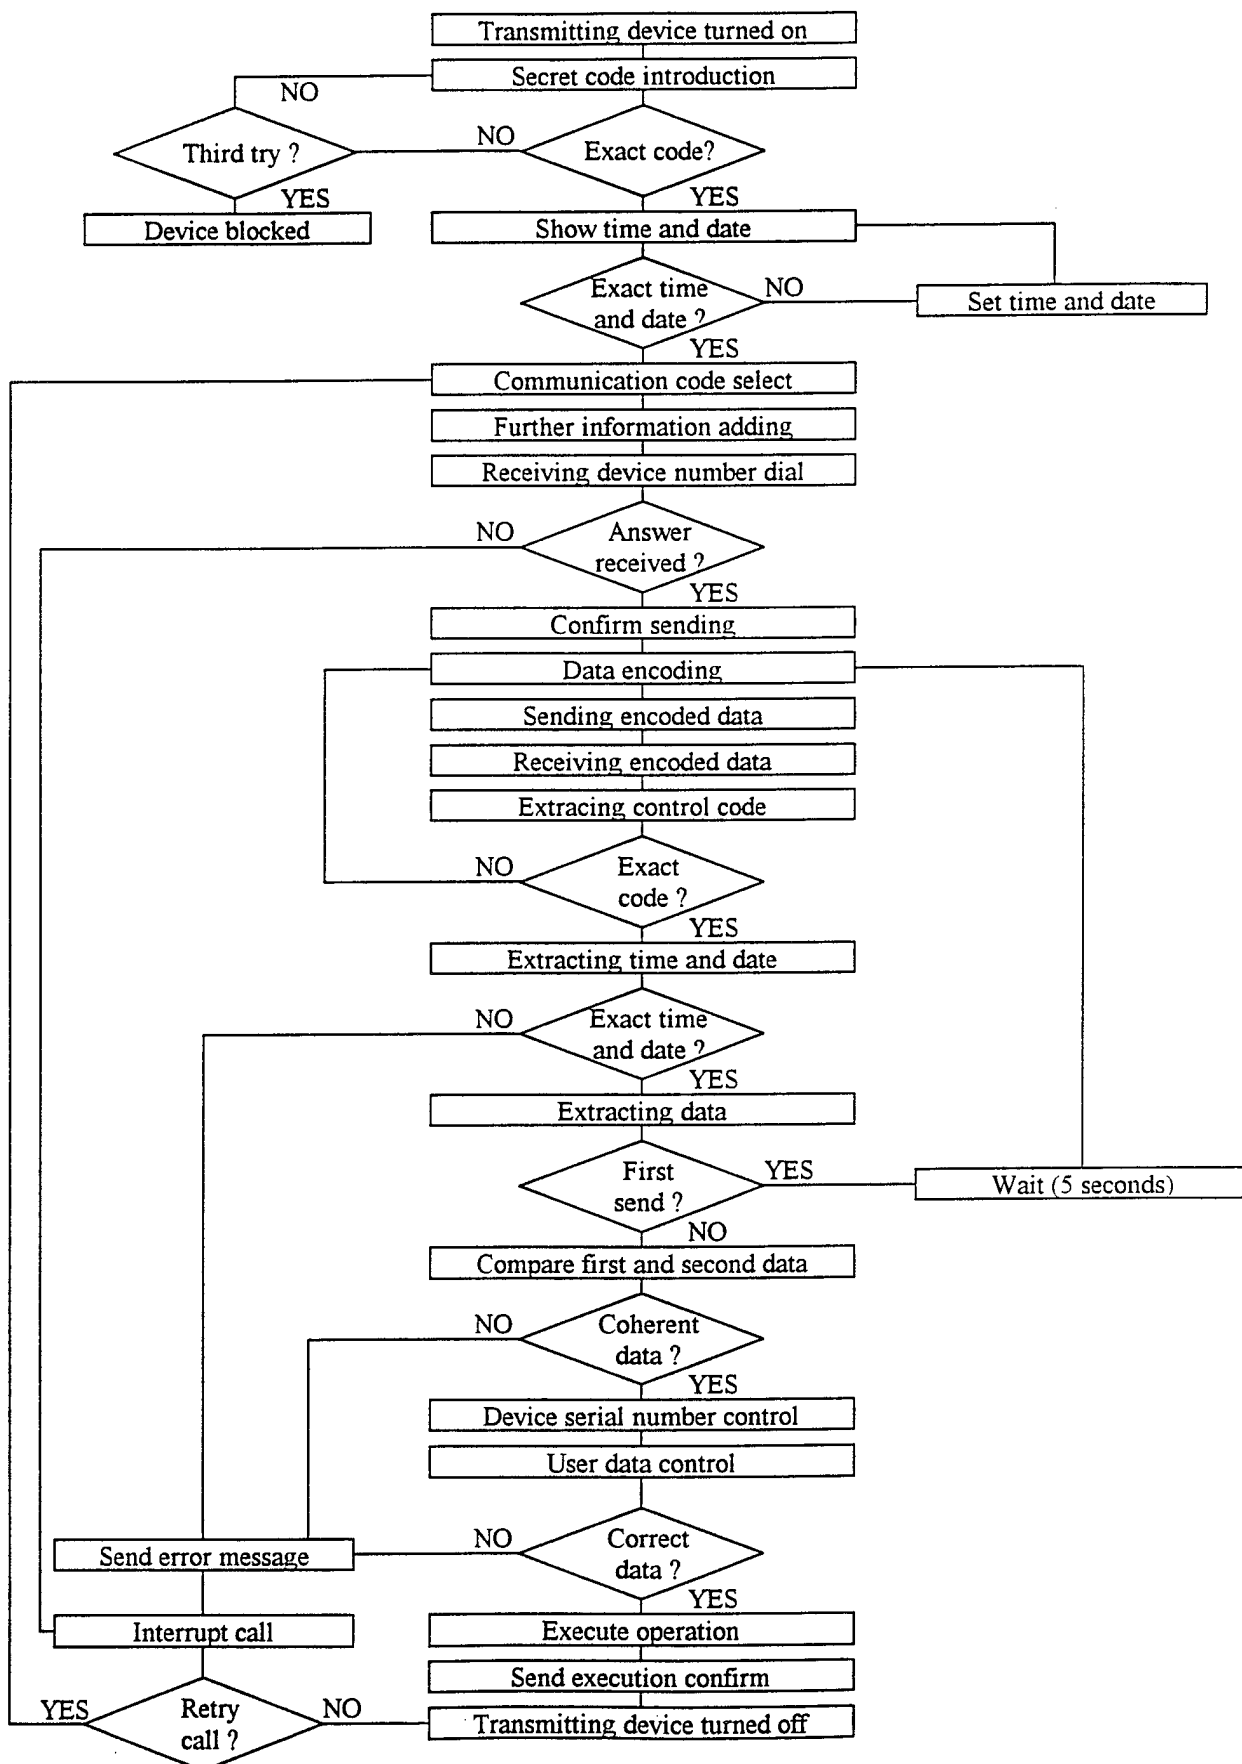 Transmitting device turned on
Secret code introduction
NO
Third try ?
NO
Exact code?
YES
YES
Device blocked
Show time and date
Exact time
and date ?
NO
Set time and date
YES
Communication code select
Further information adding
Receiving device number dial
NO
Answer
received ?
YES
Confirm sending
Data encoding
Sending encoded data
Receiving encoded data
Extracing control code
NO
Exact
code ?
YES
Extracting time and date
NO
Exact time
and date ?
YES
Extracting data
First
send ?
YES
Wait (5 seconds)
NO
Compare first and second data
NO
Coherent
data ?
YES
Device serial number control
User data control
Send error message
NO
Correct
data ?
YES
Interrupt call
Execute operation
Send execution confirm
YES
Retry
call ?
NO
Transmitting device turned off